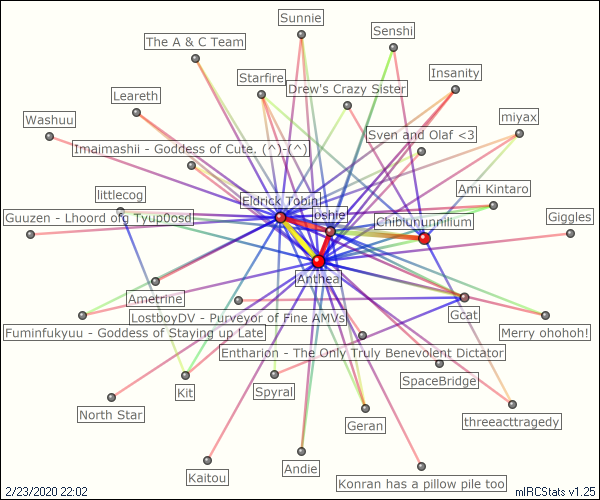 Sunnie
Senshi
The A & C Team
Starfire
Insanity
Drew's Crazy Sister
Leareth
Washuu
miyax
Sven and Olaf <3
Imaimashii - Goddess of Cute. (^)-(^)
littlecog
Ami Kintaro
Eldrick Tobin
oshie
Guuzen - Lhoord ofg Tyup0osd
Chibiununnilium
Giggles
Anthea
Ametrine
LostboyDV - Purveyor of Fine AMVs
Gcat
Fuminfukyuu - Goddess of Staying up Late
Merry ohohoh!
Entharion - The Only Truly Benevolent Dictator
SpaceBridge
Kit
Spyral
North Star
Geran
threeacttragedy
Kaitou
Andie
Konran has a pillow pile too
2/23/2020 22:02
mIRCStats v1.25